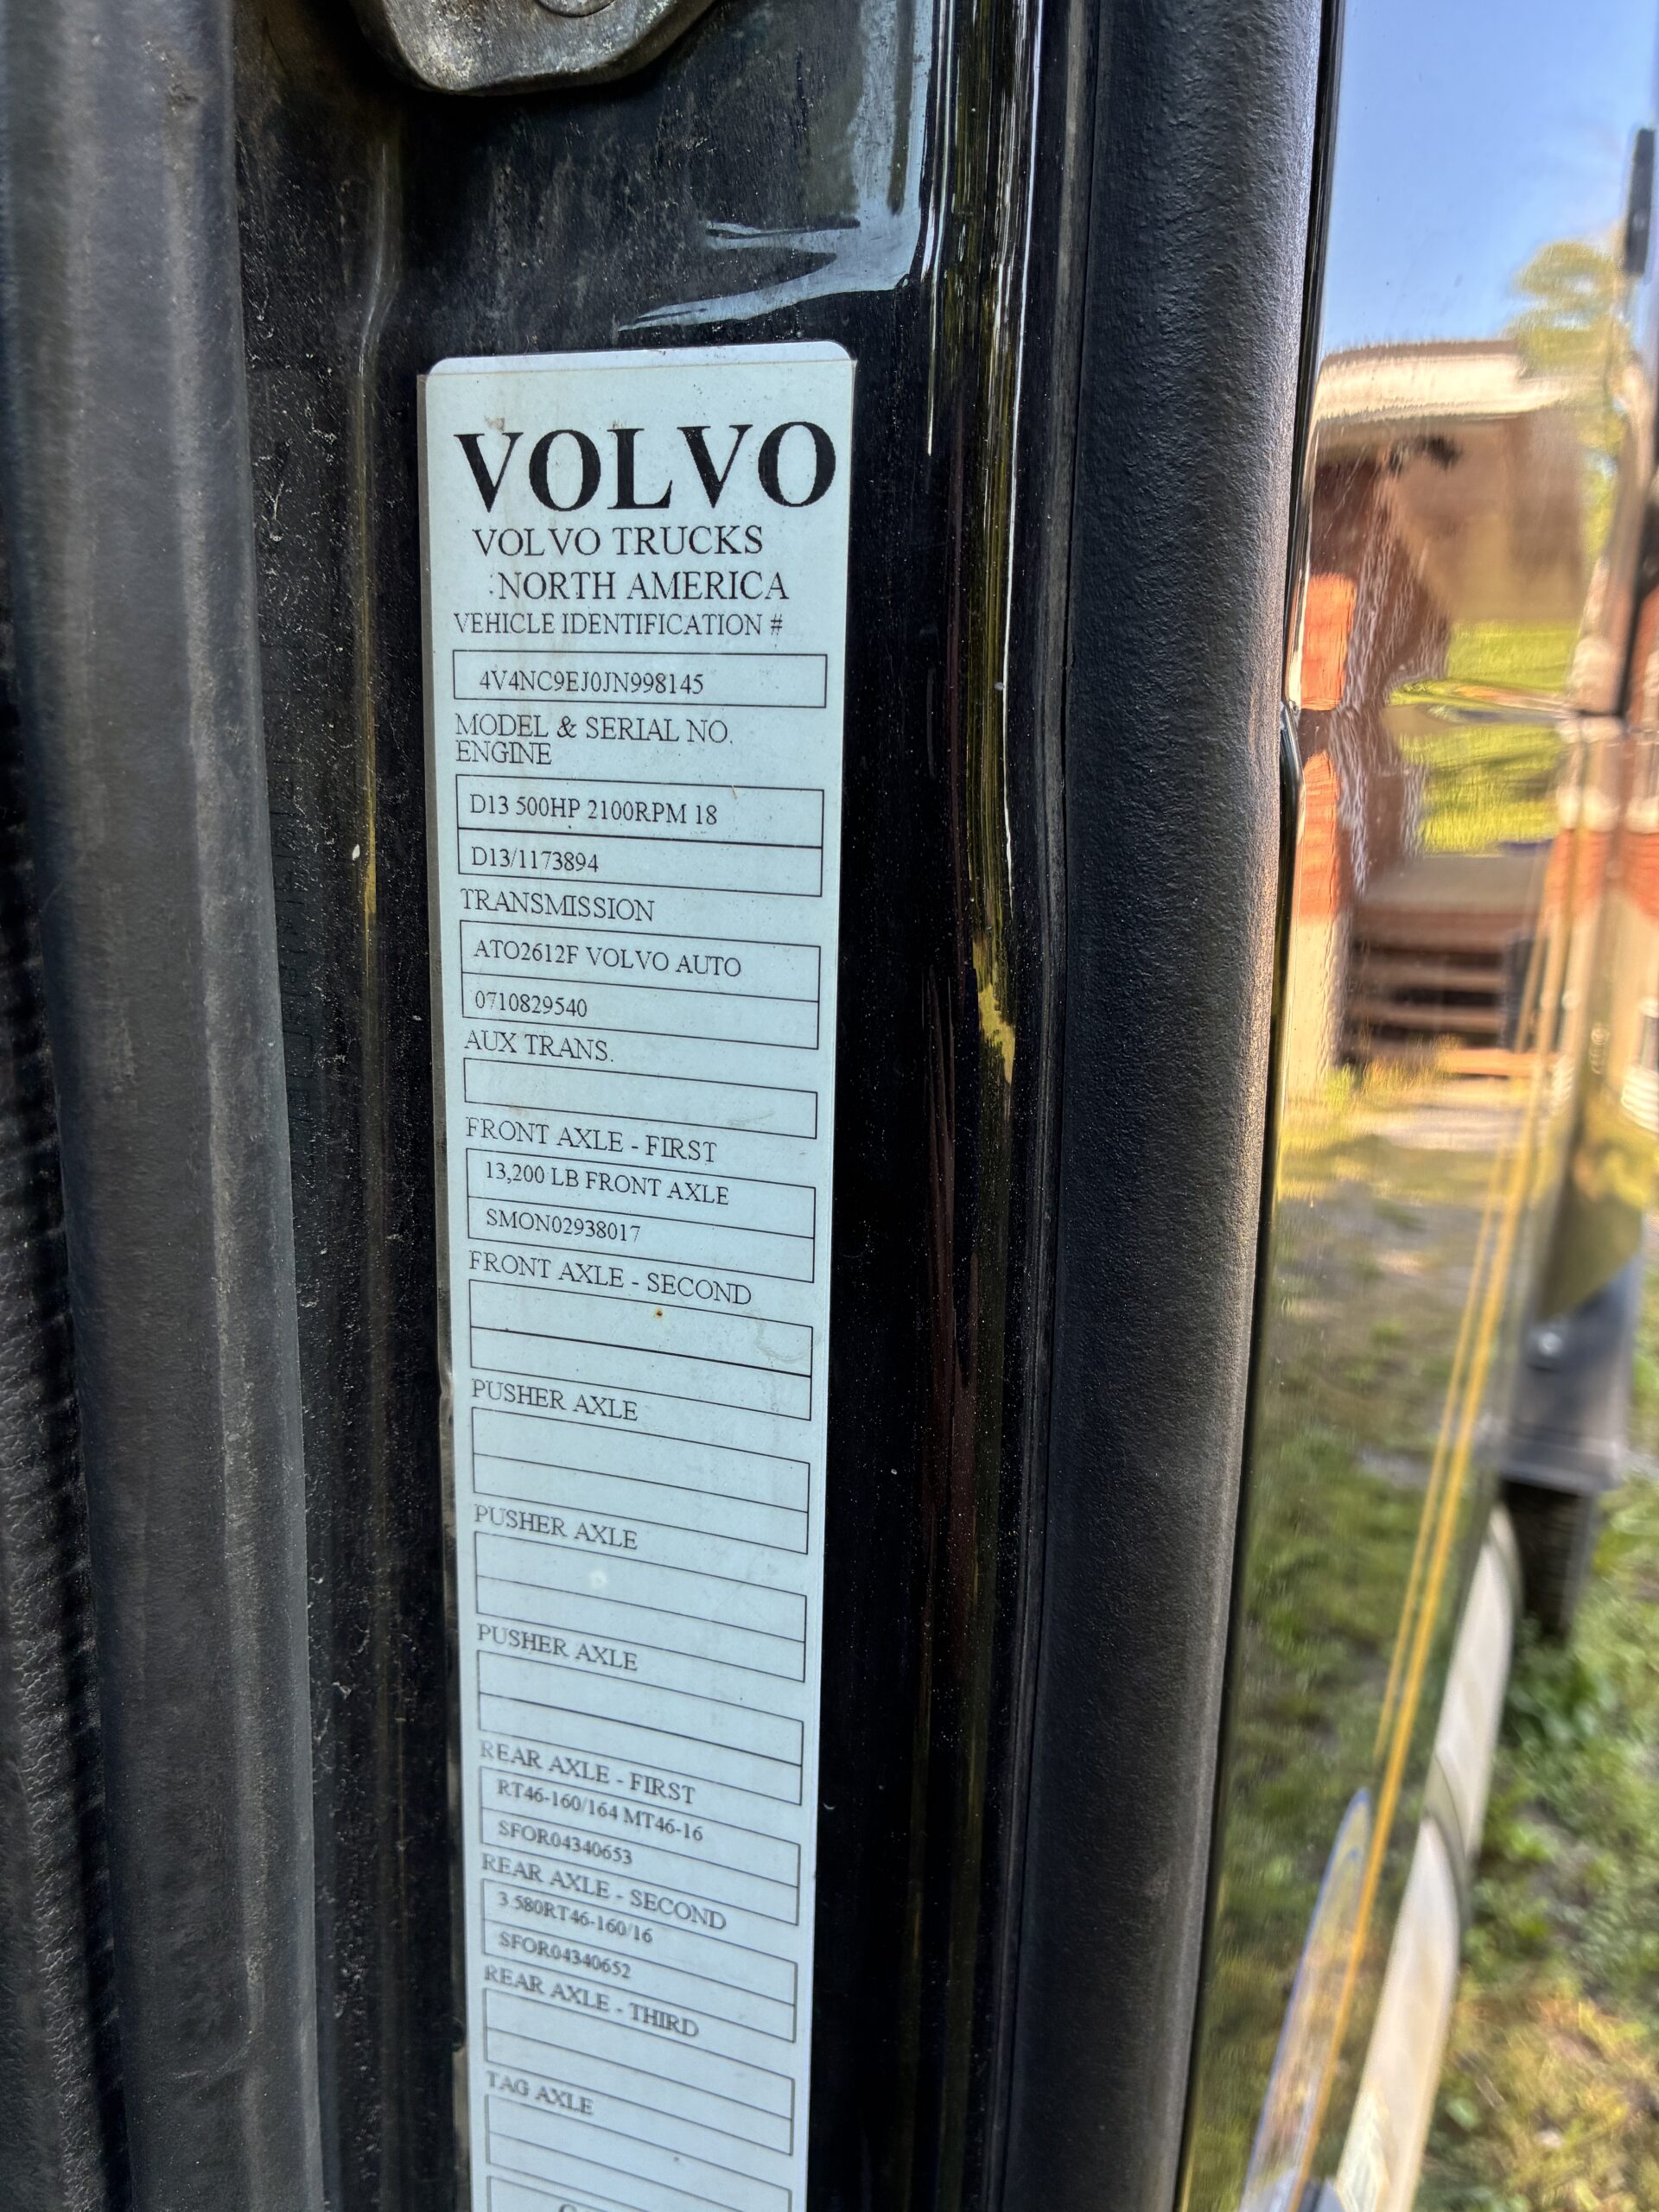 VOLVO
VOLVO TRUCKS
NORTH AMERICA
VEHICLE IDENTIFICATION #
4V4NC9EJ0JN998145
MODEL & SERIAL NO.
ENGINE
D13 500HP 2100RPM 18
D13/1173894
TRANSMISSION
ATO2612F VOLVO AUTO
0710829540
AUX TRANS.
FRONT AXLE - FIRST
13,200 LB FRONT AXLE
SMON02938017
FRONT AXLE - SECOND
PUSHER AXLE
PUSHER AXLE
PUSHER AXLE
REAR AXLE - FIRST
RT46-160/164 MT46-16
SFOR04340653
REAR AXLE - SECOND
3.580RT46-160/16
SFOR04340652
REAR AXLE - THIRD
TAG AXLE